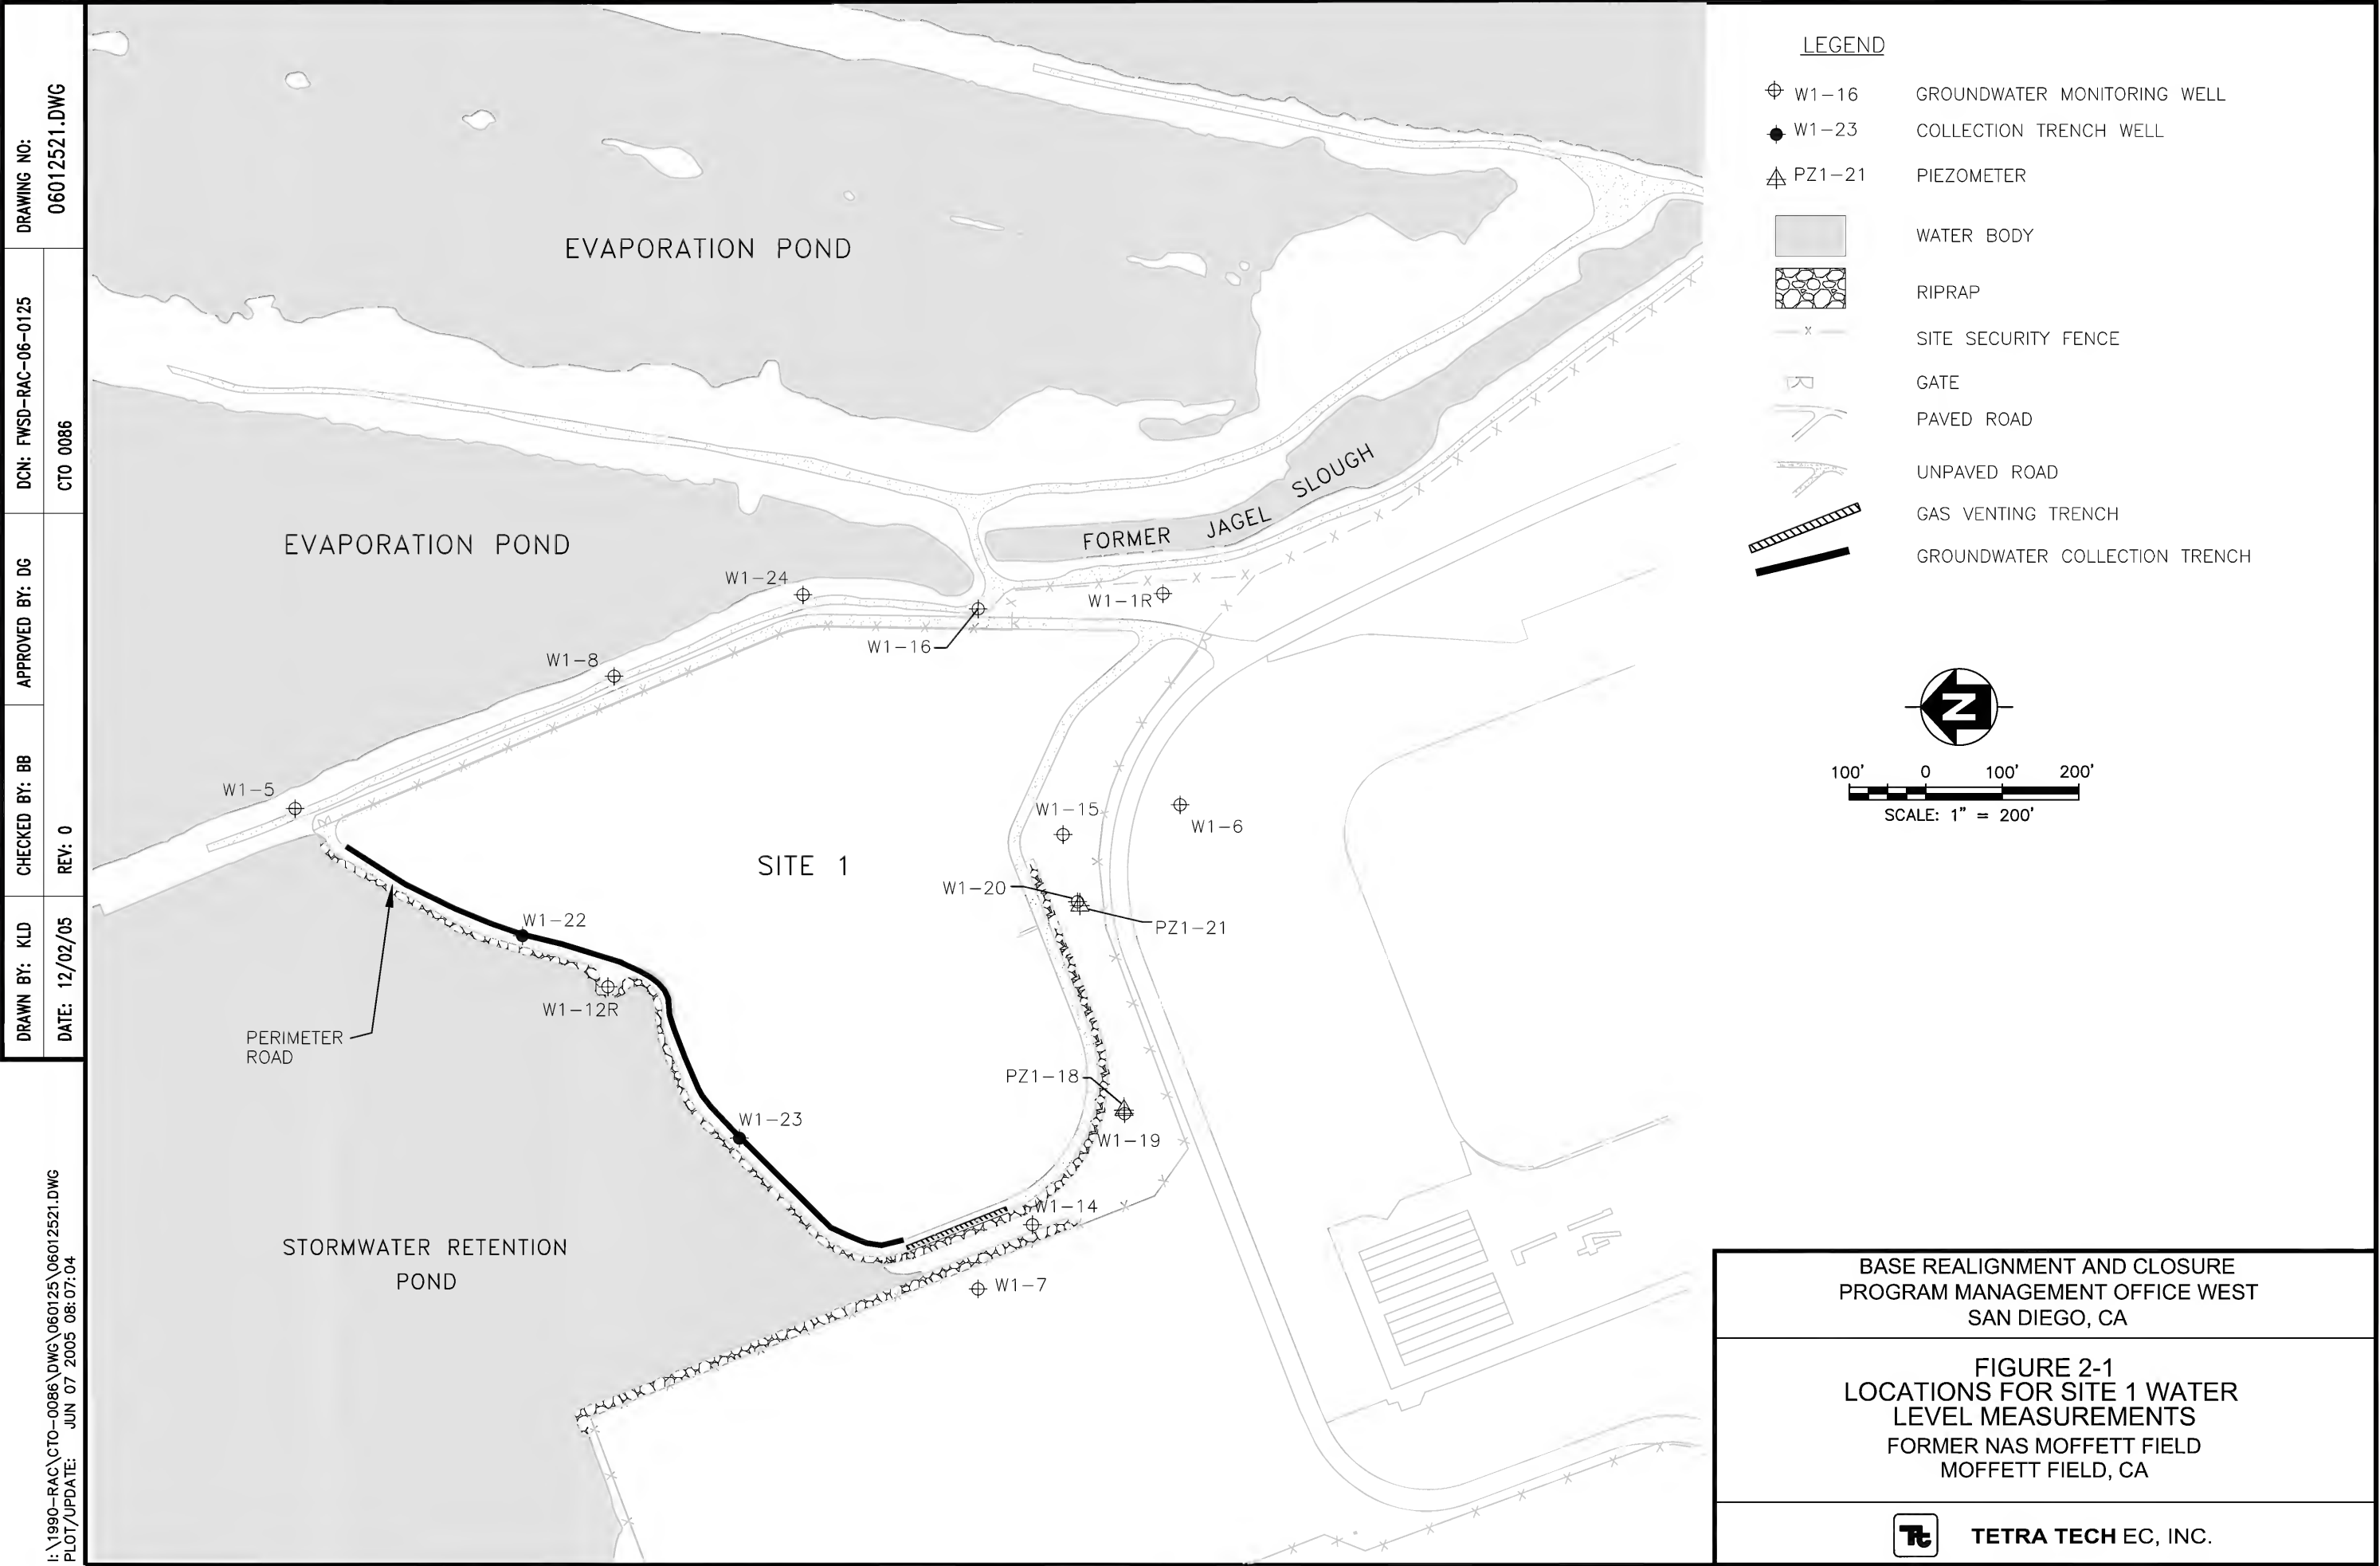 DRAWING NO:
060125521.DWG
DCN: FWSD-RAC-06-0125
CTO 0086
APPROVED BY: DG
CHECKED BY: BB
REV: 0
DRAWN BY: KLD
DATE: 12/02/05
I:\1990-RAC\CTO-0086\DWG\060125\060125521.DWG
PLOT/UPDATE: JUN 07 2005 08:07:04
EVAPORATION POND
EVAPORATION POND
FORMER JAGEL SLOUGH
W1-24
W1-1R
W1-16
W1-8
W1-5
W1-15
W1-6
SITE 1
W1-20
PZ1-21
W1-22
W1-12R
PERIMETER
ROAD
PZ1-18
W1-23
W1-19
W1-14
STORMWATER RETENTION
POND
W1-7
14
L
LEGEND
W1-16 GROUNDWATER MONITORING WELL
W1-23 COLLECTION TRENCH WELL
PZ1-21 PIEZOMETER
WATER BODY
RIPRAP
x SITE SECURITY FENCE
GATE
PAVED ROAD
UNPAVED ROAD
GAS VENTING TRENCH
GROUNDWATER COLLECTION TRENCH
N
100' 0 100' 200'
SCALE: 1" = 200'
BASE REALIGNMENT AND CLOSURE
PROGRAM MANAGEMENT OFFICE WEST
SAN DIEGO, CA
FIGURE 2-1
LOCATIONS FOR SITE 1 WATER
LEVEL MEASUREMENTS
FORMER NAS MOFFETT FIELD
MOFFETT FIELD, CA
TETRA TECH EC, INC.